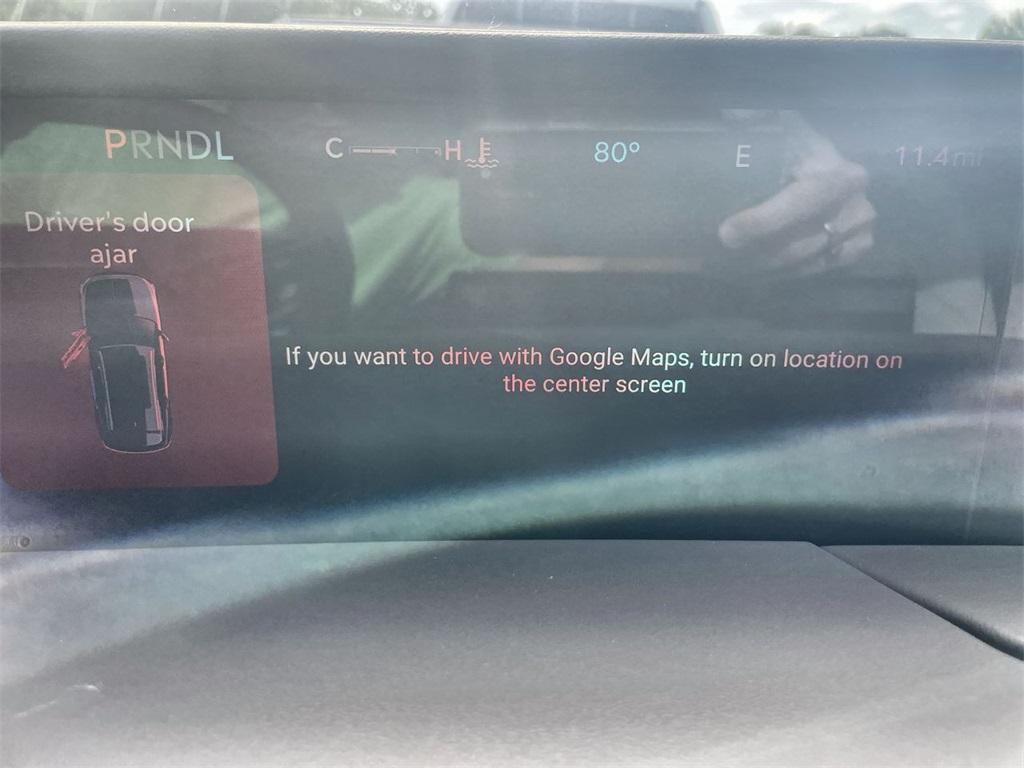 PRNDL C H 80° E 11.4mi
Driver's door
ajar
If you want to drive with Google Maps, turn on location on
the center screen